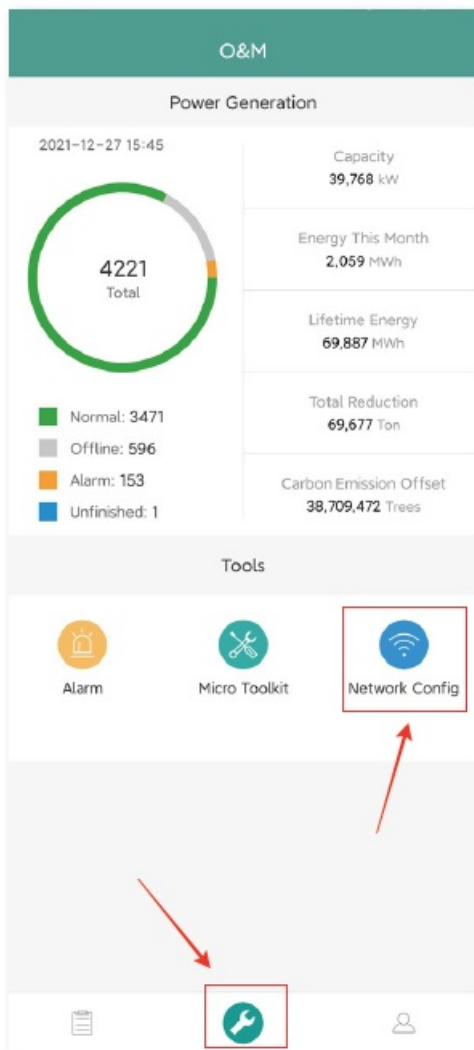 O&M
Power Generation
2021-12-27 15:45
4221
Total
Normal: 3471
Offline: 596
Alarm: 153
Unfinished: 1
Capacity
39,768 kW
Energy This Month
2,059 MWh
Lifetime Energy
69,887 MWh
Total Reduction
69,677 Ton
Carbon Emission Offset
38,709,472 Trees
Tools
Alarm
Micro Toolkit
Network Config